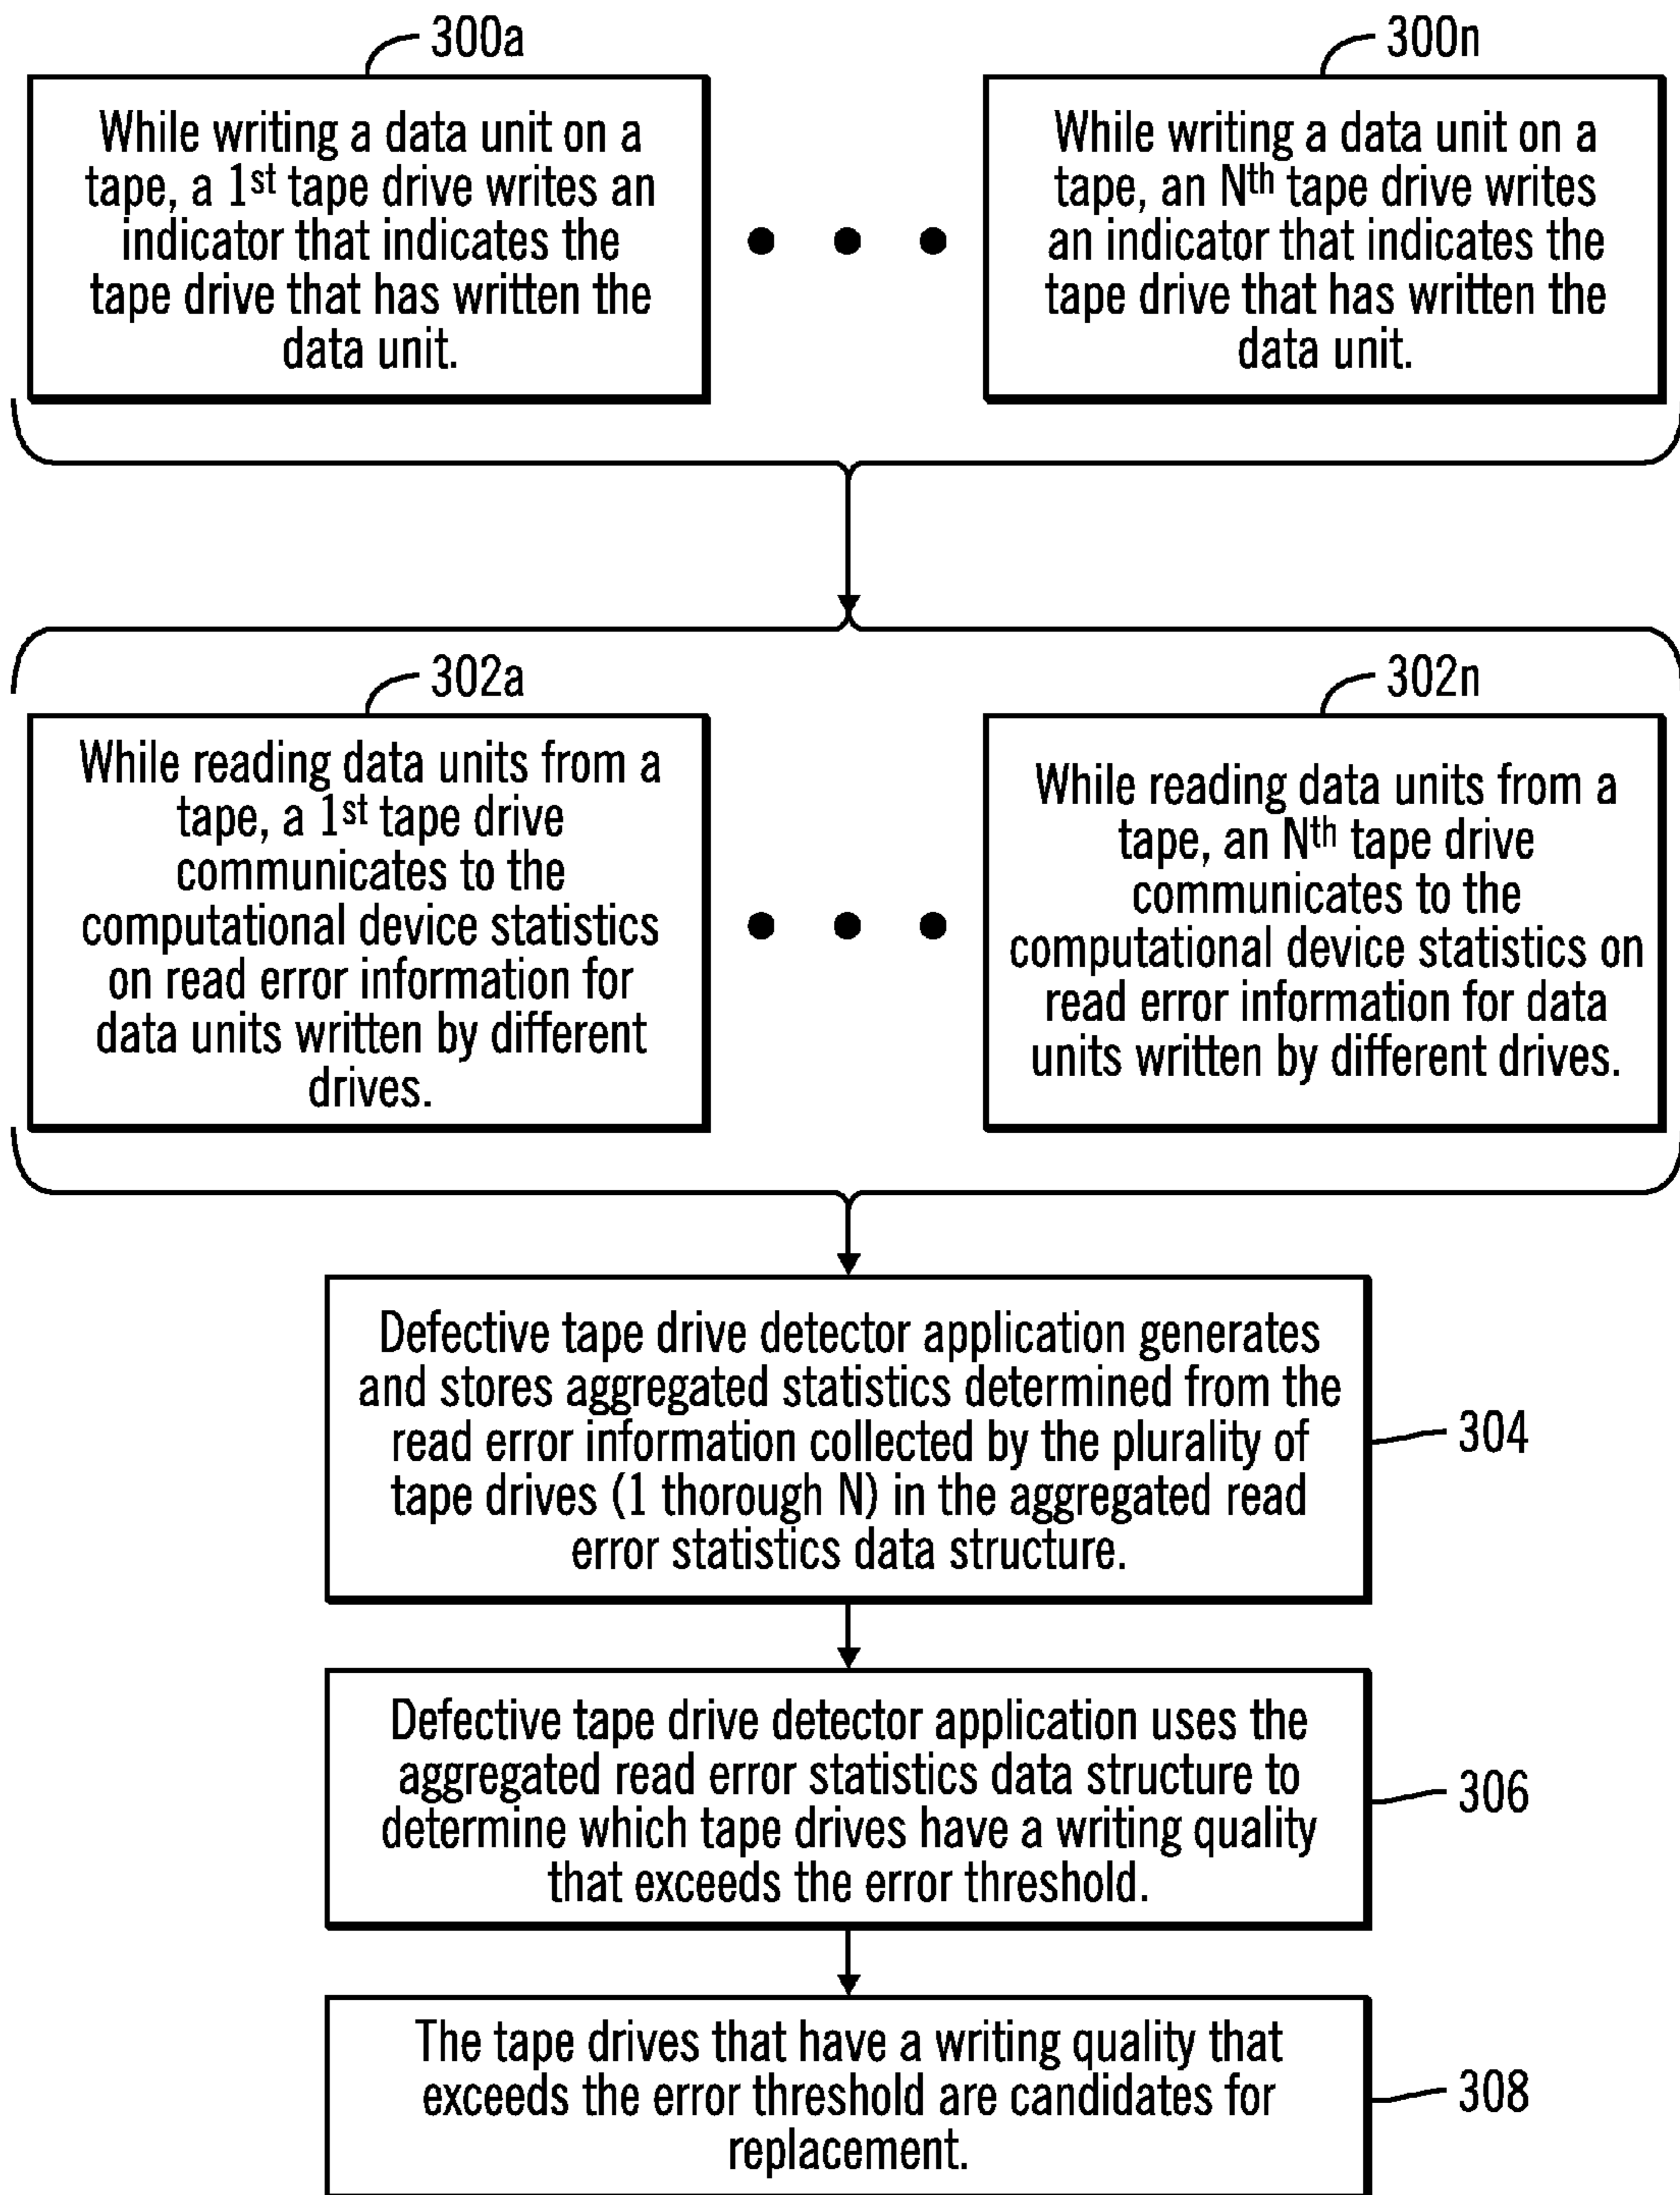 300a
While writing a data unit on a
tape, a 1st tape drive writes an
indicator that indicates the
tape drive that has written the
data unit.
300n
While writing a data unit on a
tape, an Nth tape drive writes
an indicator that indicates the
tape drive that has written the
data unit.
302a
While reading data units from a
tape, a 1st tape drive
communicates to the
computational device statistics
on read error information for
data units written by different
drives.
302n
While reading data units from a
tape, an Nth tape drive
communicates to the
computational device statistics on
read error information for data
units written by different drives.
Defective tape drive detector application generates
and stores aggregated statistics determined from the
read error information collected by the plurality of
tape drives (1 thorough N) in the aggregated read
error statistics data structure.
304
Defective tape drive detector application uses the
aggregated read error statistics data structure to
determine which tape drives have a writing quality
that exceeds the error threshold.
306
The tape drives that have a writing quality that
exceeds the error threshold are candidates for
replacement.
308